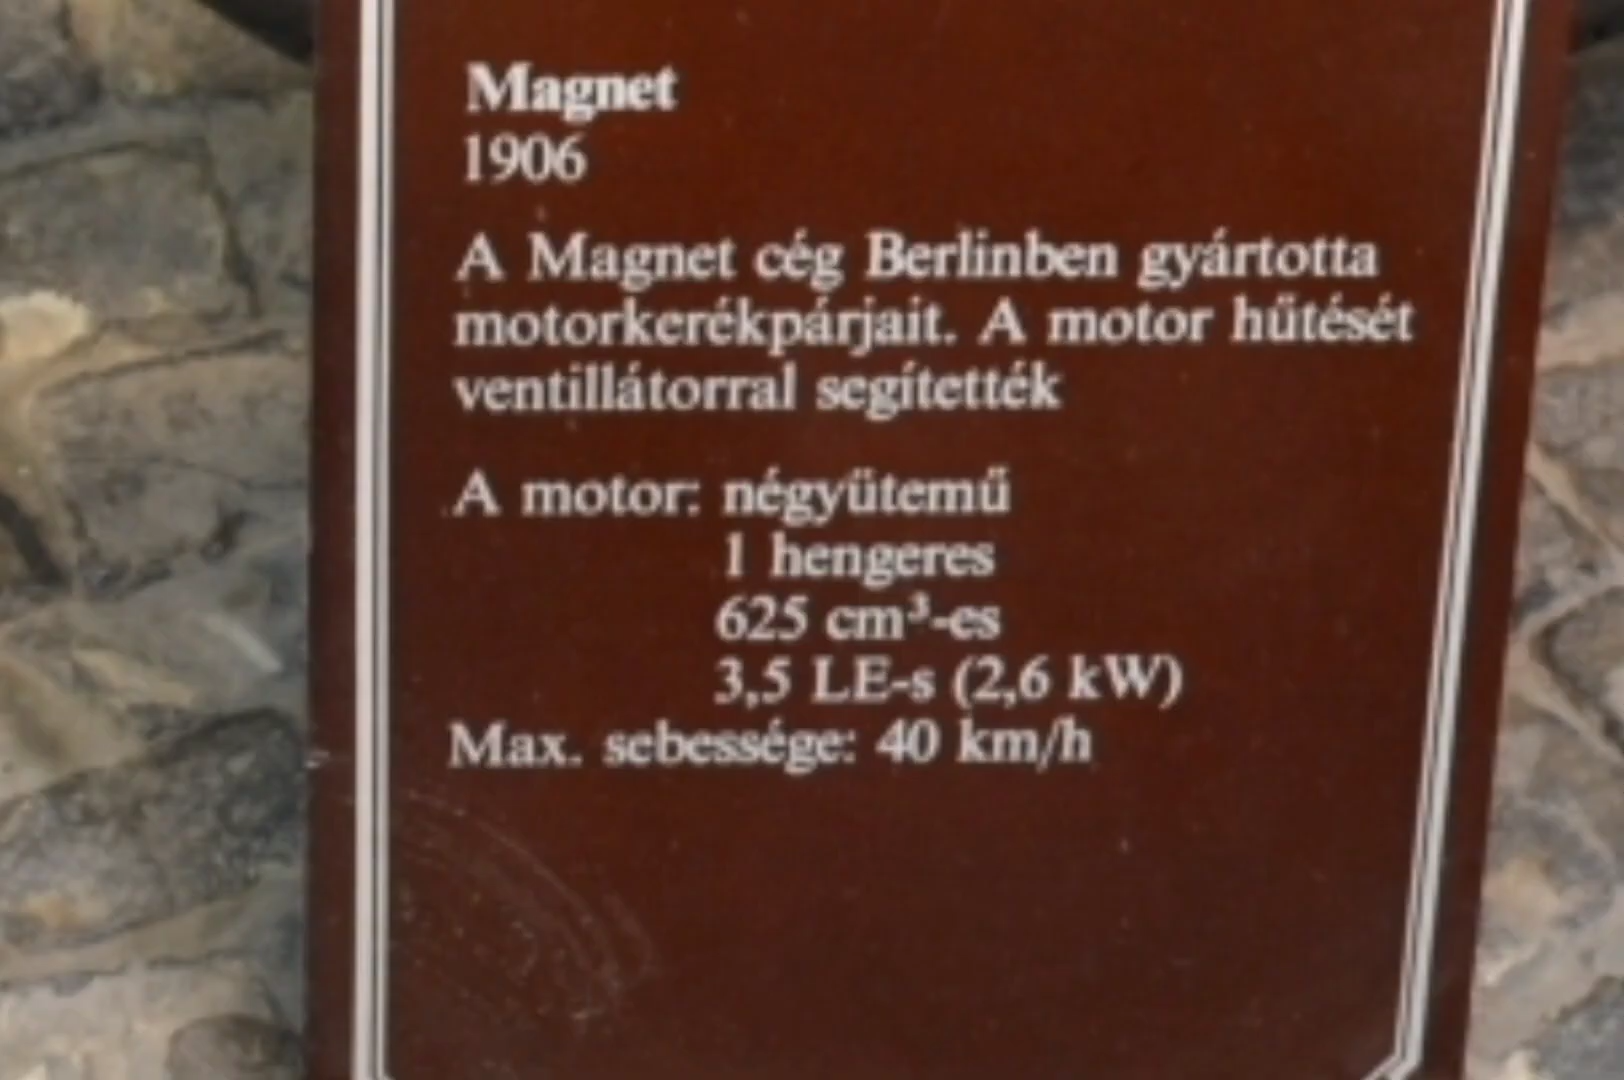 Magnet
1906
A Magnet cég Berlinben gyártotta
motorkerékpárjait. A motor hűtését
ventillátorral segítették
A motor: négyütemű
1 hengeres
625 cm³-es
3,5 LE-s (2,6 kW)
Max. sebessége: 40 km/h